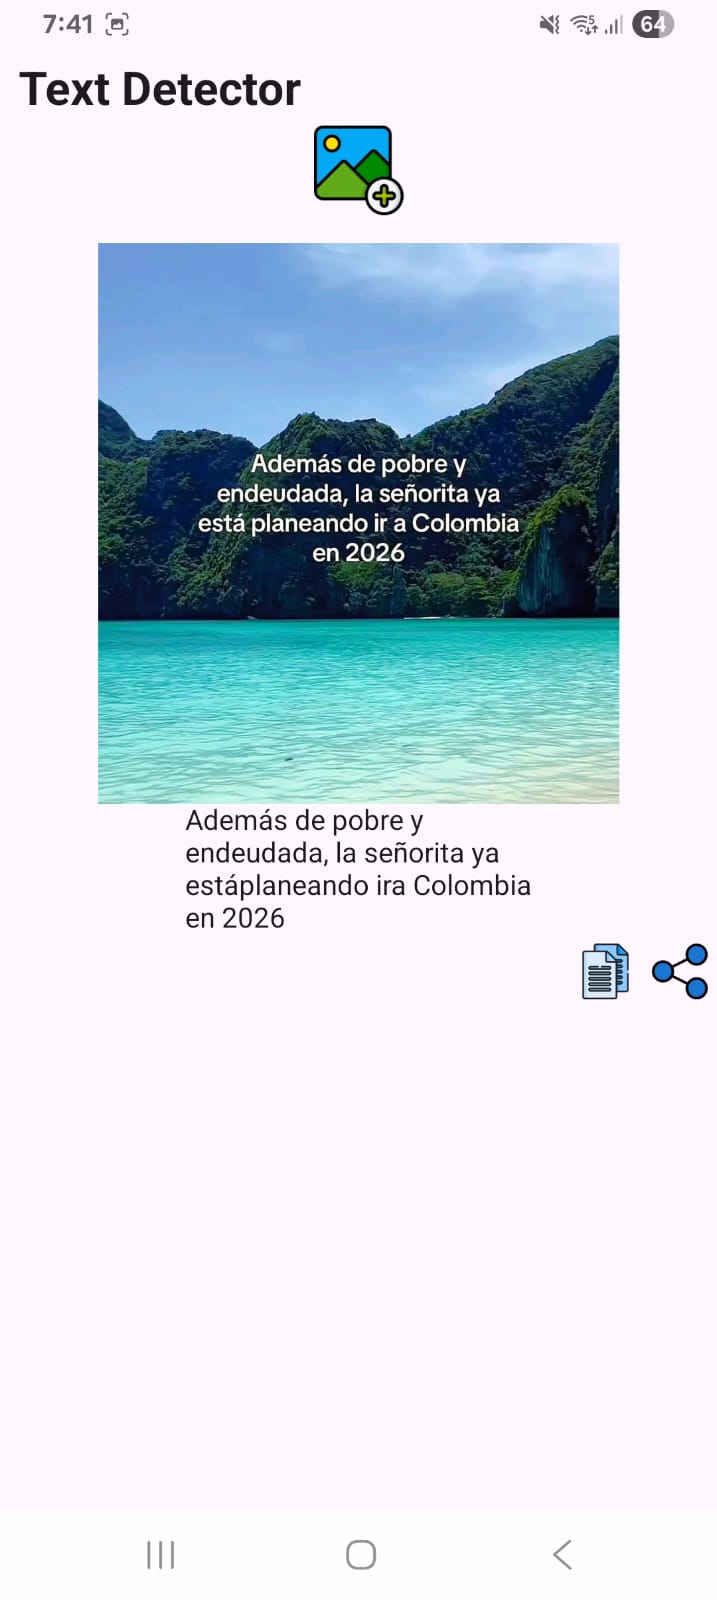 7:41
64
Text Detector
Además de pobre y
endeudada, la señorita ya
está planeando ir a Colombia
en 2026
Además de pobre y
endeudada, la señorita ya
estáplaneando ira Colombia
en 2026